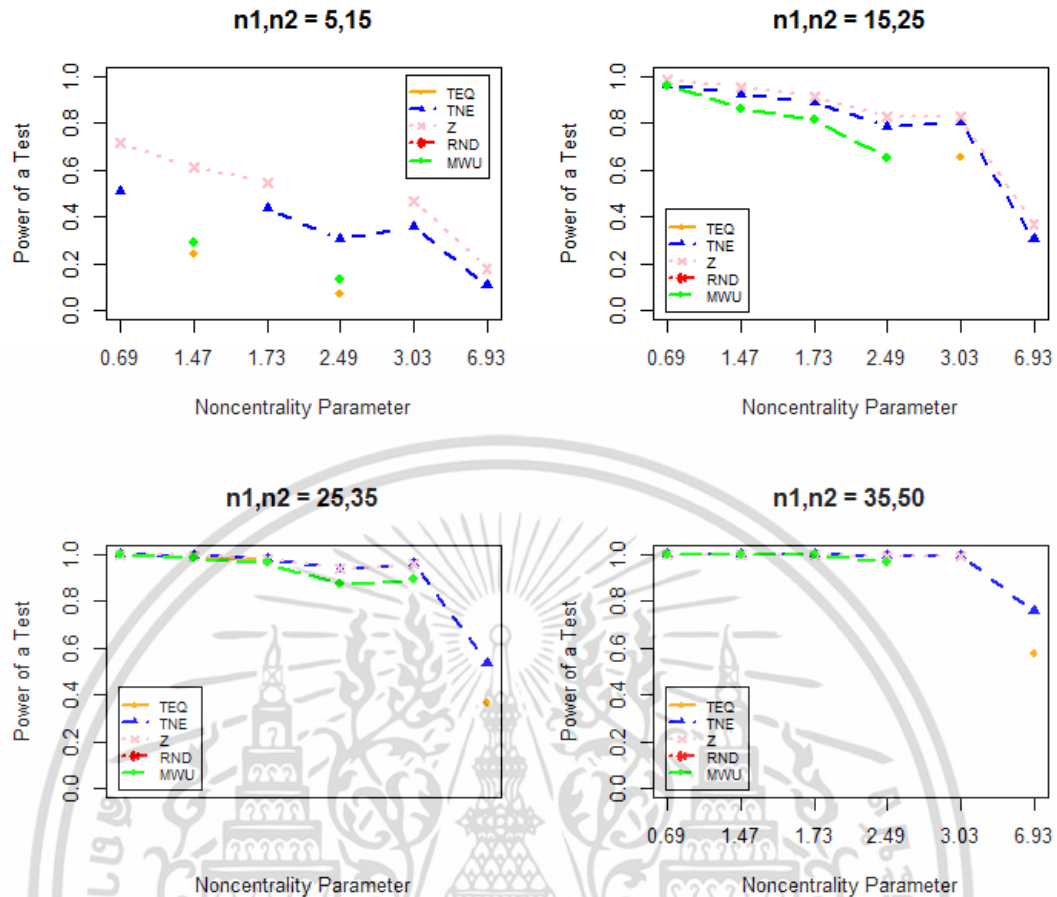 n1,n2 = 5,15
Power of a Test
1.0
0.8
0.6
0.4
0.2
0.0
TEQ
TNE
Z
RND
MWU
0.69 1.47 1.73 2.49 3.03 6.93
Noncentrality Parameter
n1,n2 = 15,25
Power of a Test
1.0
0.8
0.6
0.4
0.2
0.0
TEQ
TNE
Z
RND
MWU
0.69 1.47 1.73 2.49 3.03 6.93
Noncentrality Parameter
n1,n2 = 25,35
Power of a Test
1.0
0.8
0.6
0.4
0.2
0.0
TEQ
TNE
Z
RND
MWU
Noncentrality Parameter
n1,n2 = 35,50
Power of a Test
1.0
0.8
0.6
0.4
0.2
0.0
TEQ
TNE
Z
RND
MWU
0.69 1.47 1.73 2.49 3.03 6.93
Noncentrality Parameter